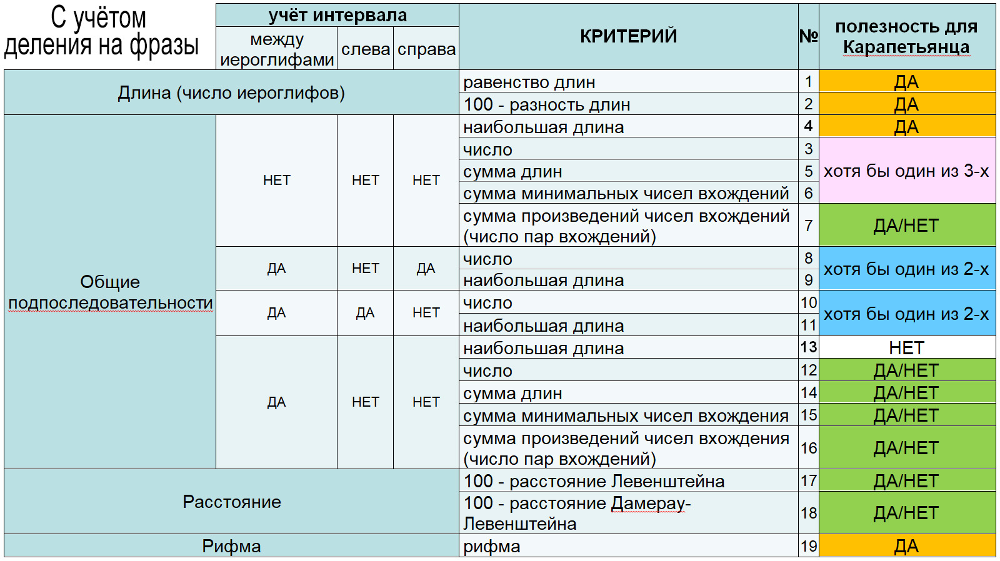 С учётом
деления на фразы
учёт интервала
между
иероглифами
слева
справа
КРИТЕРИЙ
№
полезность для
Карапетьянца
Длина (число иероглифов)
равенство длин
1
ДА
100 - разность длин
2
ДА
Общие
подпоследовательности
НЕТ
НЕТ
НЕТ
наибольшая длина
4
ДА
число
3
хотя бы один из 3-х
сумма длин
5
сумма минимальных чисел вхождений
6
сумма произведений чисел вхождений
(число пар вхождений)
7
ДА/НЕТ
ДА
НЕТ
ДА
число
8
хотя бы один из 2-х
наибольшая длина
9
ДА
ДА
НЕТ
число
10
хотя бы один из 2-х
наибольшая длина
11
ДА
НЕТ
НЕТ
наибольшая длина
13
НЕТ
число
12
ДА/НЕТ
сумма длин
14
ДА/НЕТ
сумма минимальных чисел вхождения
15
ДА/НЕТ
сумма произведений чисел вхождения
(число пар вхождений)
16
ДА/НЕТ
Расстояние
100 - расстояние Левенштейна
17
ДА/НЕТ
100 - расстояние Дамерау-
Левенштейна
18
ДА/НЕТ
Рифма
рифма
19
ДА